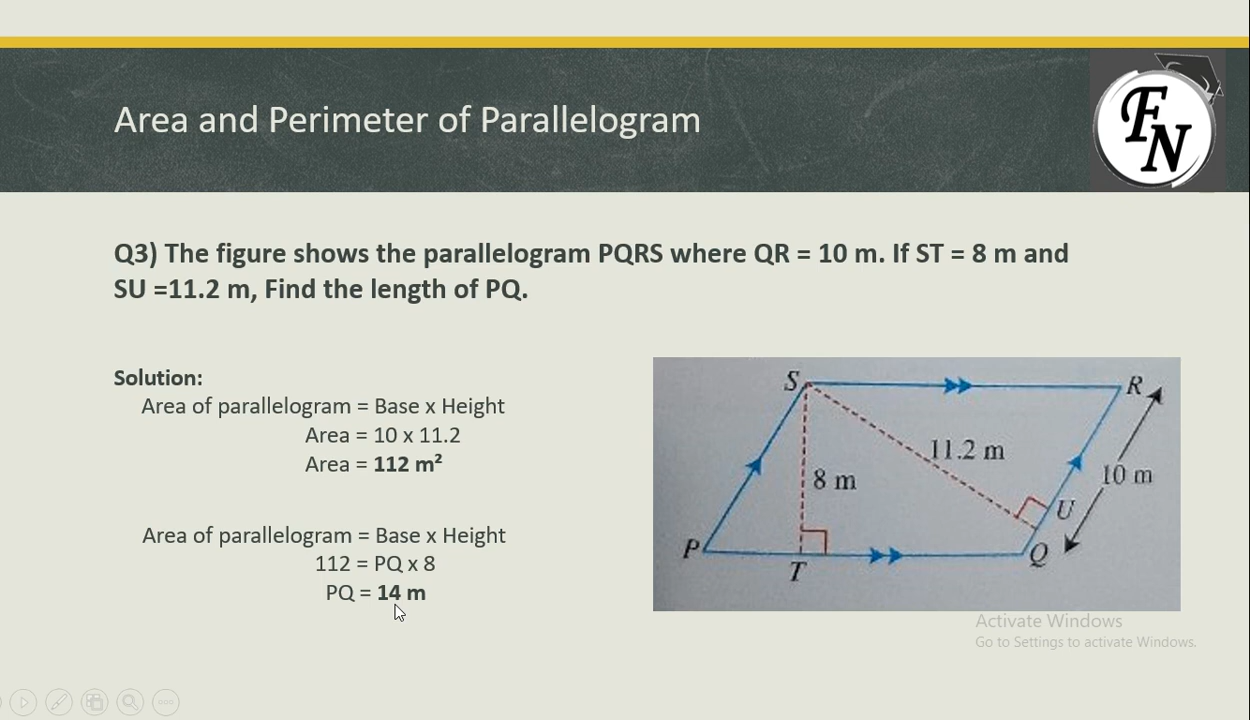 Area and Perimeter of Parallelogram
FN
Q3) The figure shows the parallelogram PQRS where QR = 10 m. If ST = 8 m and
SU =11.2 m, Find the length of PQ.
Solution:
Area of parallelogram = Base x Height
Area = 10 x 11.2
Area = 112 m²
Area of parallelogram = Base x Height
112 = PQ x 8
PQ = 14 m
S
R
11.2 m
8 m
10 m
U
P
Q
T
Activate Windows
Go to Settings to activate Windows.